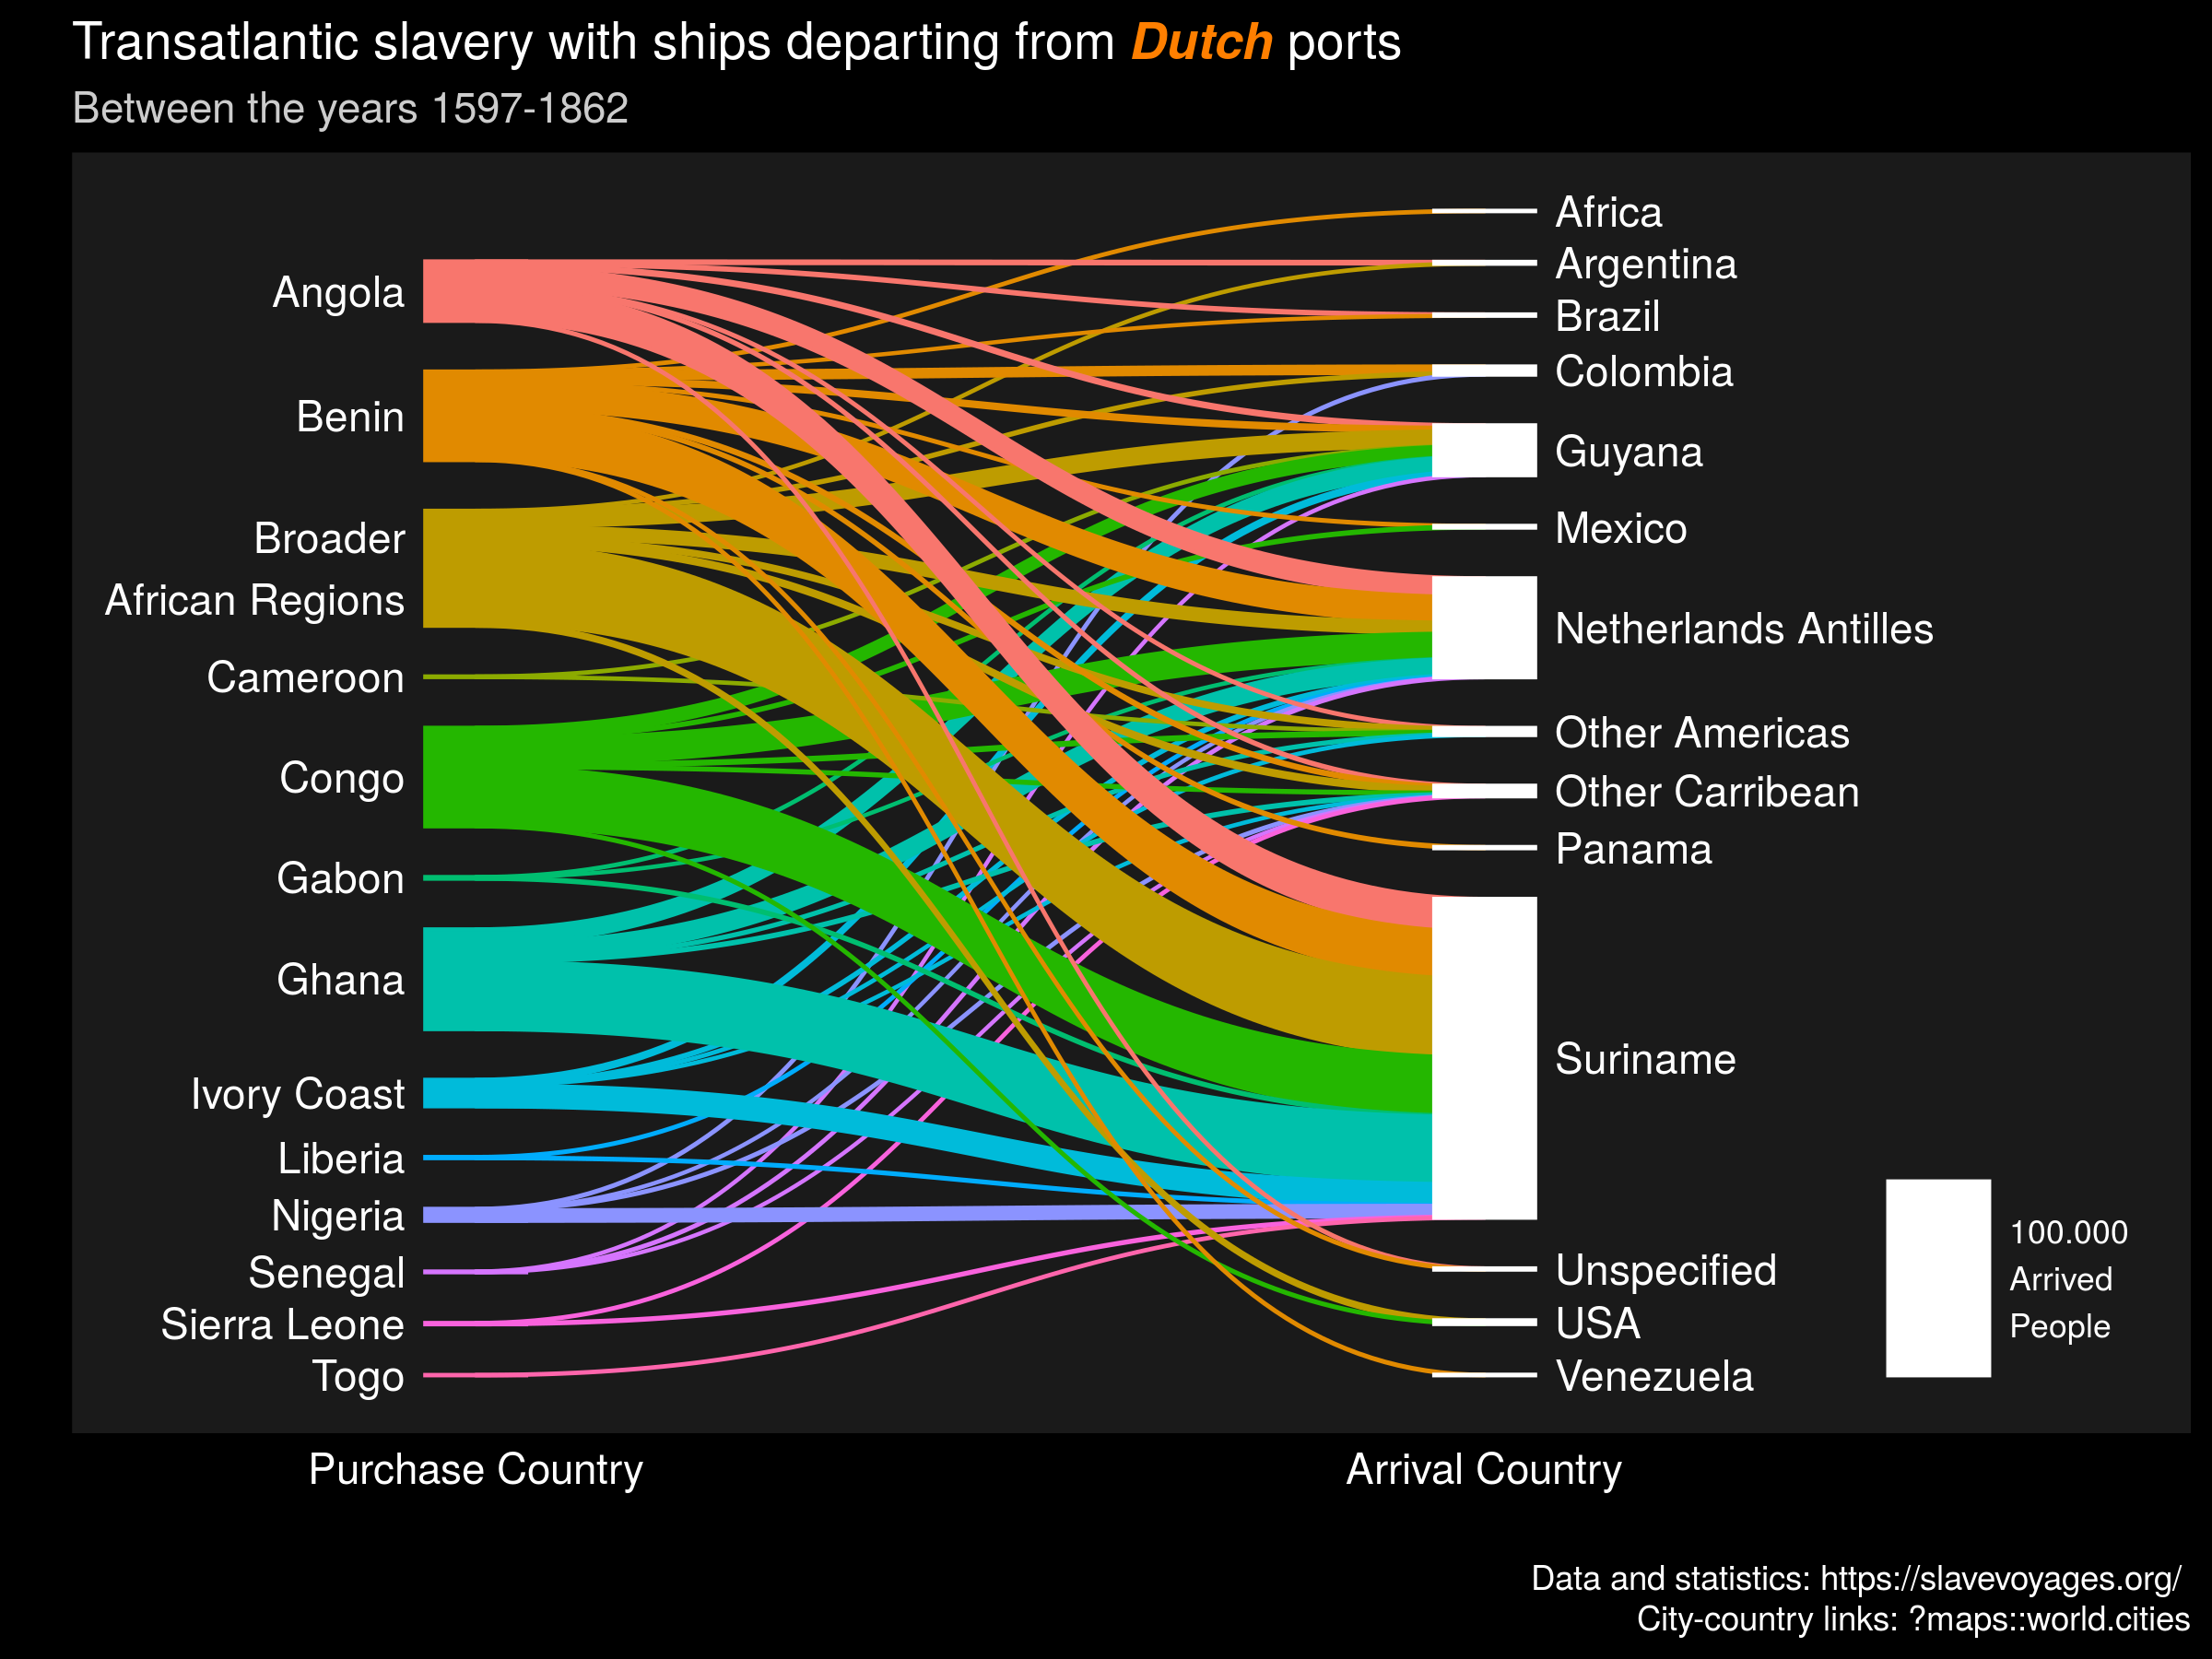 Transatlantic slavery with ships departing from Dutch ports
Between the years 1597-1862
Angola
Benin
Broader
African Regions
Cameroon
Congo
Gabon
Ghana
Ivory Coast
Liberia
Nigeria
Senegal
Sierra Leone
Togo
Africa
Argentina
Brazil
Colombia
Guyana
Mexico
Netherlands Antilles
Other Americas
Other Carribean
Panama
Suriname
Unspecified
USA
Venezuela
100.000
Arrived
People
Purchase Country
Arrival Country
Data and statistics: https://slavevoyages.org/
City-country links: ?maps::world.cities